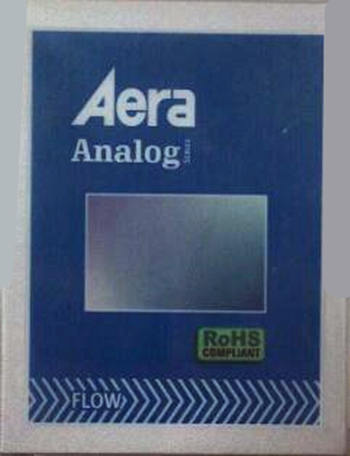 Aera
Analog SERIES
RoHS
COMPLIANT
FLOW